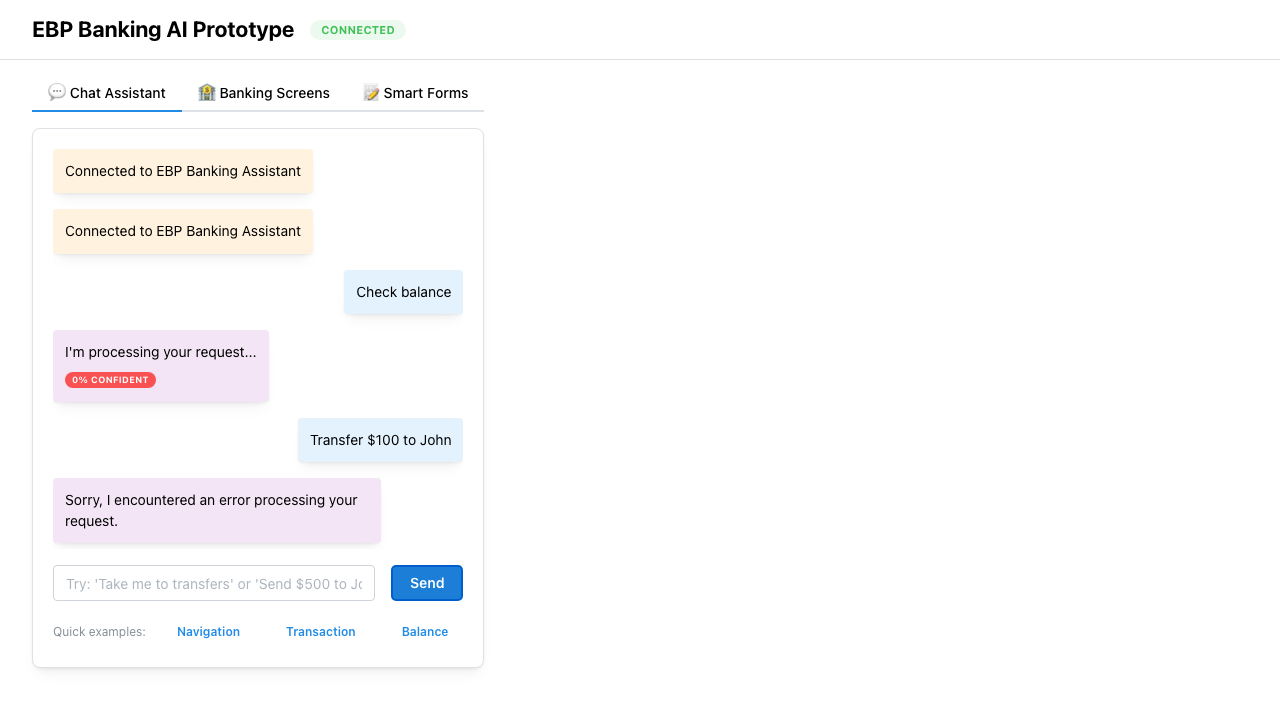 EBP Banking AI Prototype
CONNECTED
💬 Chat Assistant
🏦 Banking Screens
📝 Smart Forms
Connected to EBP Banking Assistant
Connected to EBP Banking Assistant
Check balance
I'm processing your request...
0% CONFIDENT
Transfer $100 to John
Sorry, I encountered an error processing your
request.
Try: 'Take me to transfers' or 'Send $500 to Jo
Send
Quick examples:
Navigation
Transaction
Balance